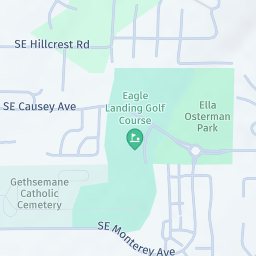 SE Hillcrest Rd
Eagle
Landing Golf
Course
SE Causey Ave
Ella
Osterman
Park
Gethsemane
Catholic
Cemetery
SE Monterey Ave